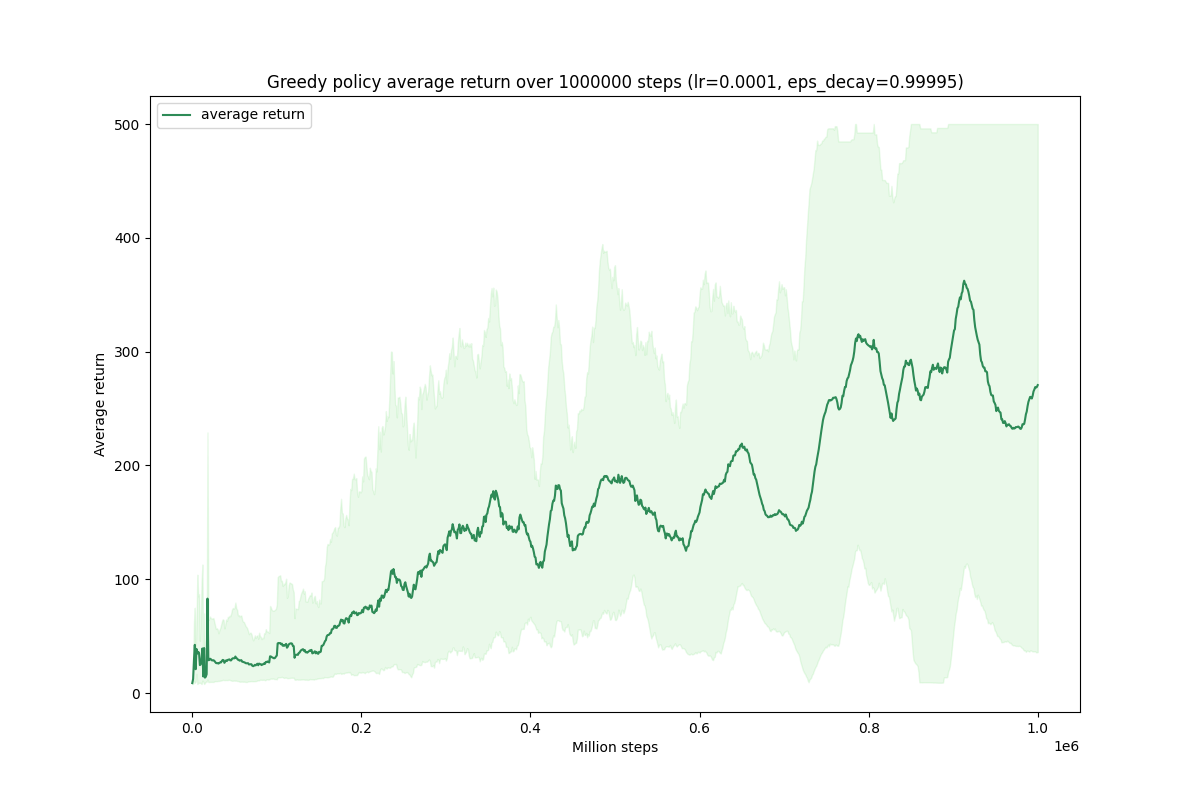 Greedy policy average return over 1000000 steps (lr=0.0001, eps_decay=0.99995)
average return
500
400
300
200
100
0
Average return
0.0 0.2 0.4 0.6 0.8 1.0
1e6
Million steps